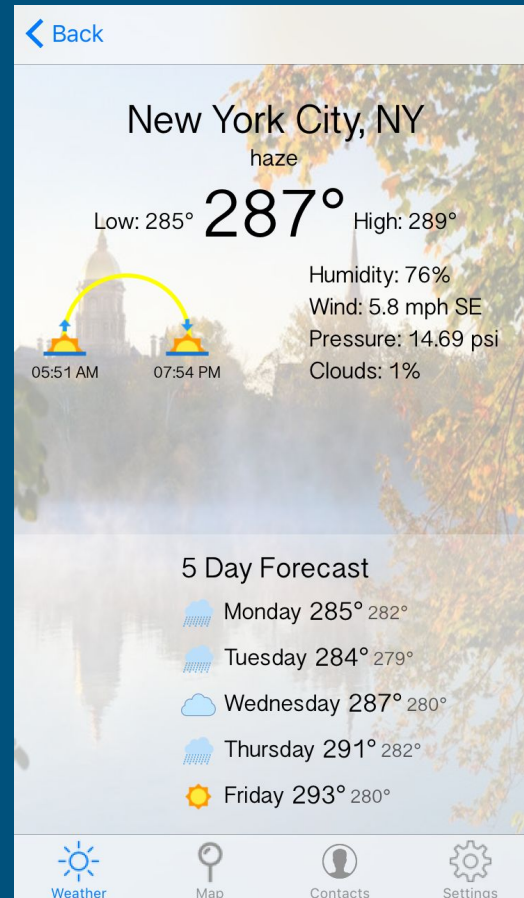 Back
New York City, NY
haze
Low: 285° 287° High: 289°
Humidity: 76%
Wind: 5.8 mph SE
Pressure: 14.69 psi
Clouds: 1%
05:51 AM 07:54 PM
5 Day Forecast
Monday 285° 282°
Tuesday 284° 279°
Wednesday 287° 280°
Thursday 291° 282°
Friday 293° 280°
Weather Map Contacts Settings